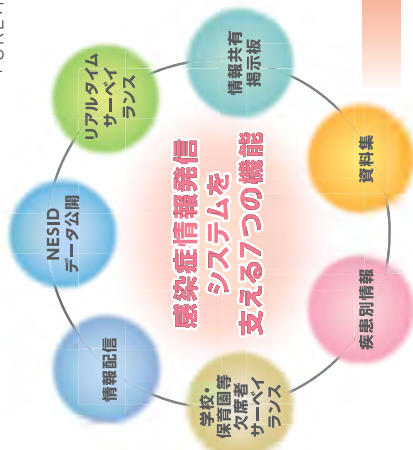 感染症情報発信
システムを
支える7つの機能
NESID
データ公開
リアルタイム
サーベイ
ランス
情報共有
掲示板
資料集
疾患別情報
学校・
保育園等
欠席者
サーベイ
ランス
情報配信